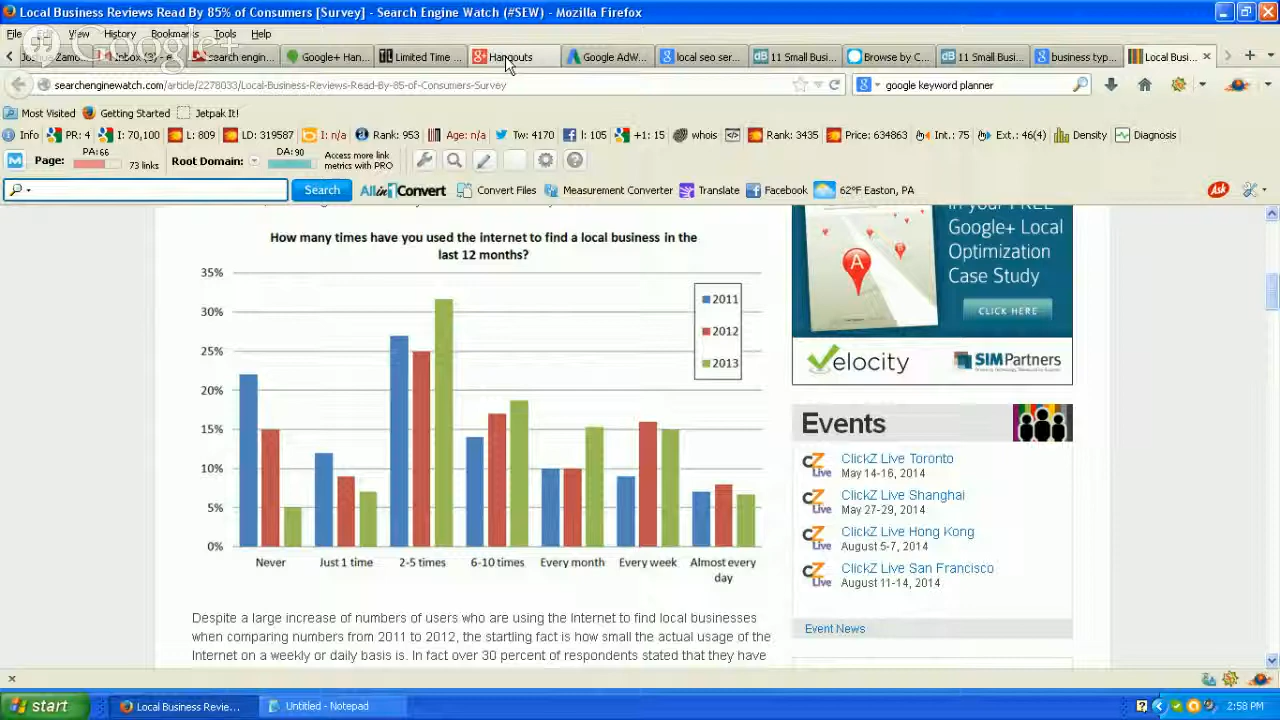 Local Business Reviews Read By 85% of Consumers [Survey] - Search Engine Watch (#SEW) - Mozilla Firefox
File
View History Bookmarks Tools Help
Google+
Limited Time ...
Google+ Han...
Hangouts
Google AdW...
local seo ser...
11 Small Busi...
Browse by C...
11 Small Busi...
business typ...
Local Busi...
searchenginewatch.com/article/2278033/Local-Business-Reviews-Read-By-85-of-Consumers-Survey
google keyword planner
Most Visited Getting Started Jetpak It!
Info PR: 4 I: 70,100 L: 809 LD: 319587 I: n/a Rank: 953 Age: n/a Tw: 4170 I: 105 +1: 15 whois Rank: 3435 Price: 634863 Int.: 75 Ext.: 46(4) Density Diagnosis
Page: PA: 66 73 links Root Domain: DA: 90 Access more link metrics with PRO
Search AllinConvert Convert Files Measurement Converter Translate Facebook 62°F Easton, PA Ask
How many times have you used the internet to find a local business in the
last 12 months?
35%
30%
25%
20%
15%
10%
5%
0%
2011
2012
2013
Never Just 1 time 2-5 times 6-10 times Every month Every week Almost every
day
Despite a large increase of numbers of users who are using the Internet to find local businesses
when comparing numbers from 2011 to 2012, the startling fact is how small the actual usage of the
Internet on a weekly or daily basis is. In fact over 30 percent of respondents stated that they have
in your FREE
Google+ Local
Optimization
Case Study
A
CLICK HERE
Velocity SIMPartners
Events
ClickZ Live Toronto
May 14-16, 2014
ClickZ Live Shanghai
May 27-29, 2014
ClickZ Live Hong Kong
August 5-7, 2014
ClickZ Live San Francisco
August 11-14, 2014
Event News
start Local Business Revie... Untitled - Notepad 2:58 PM